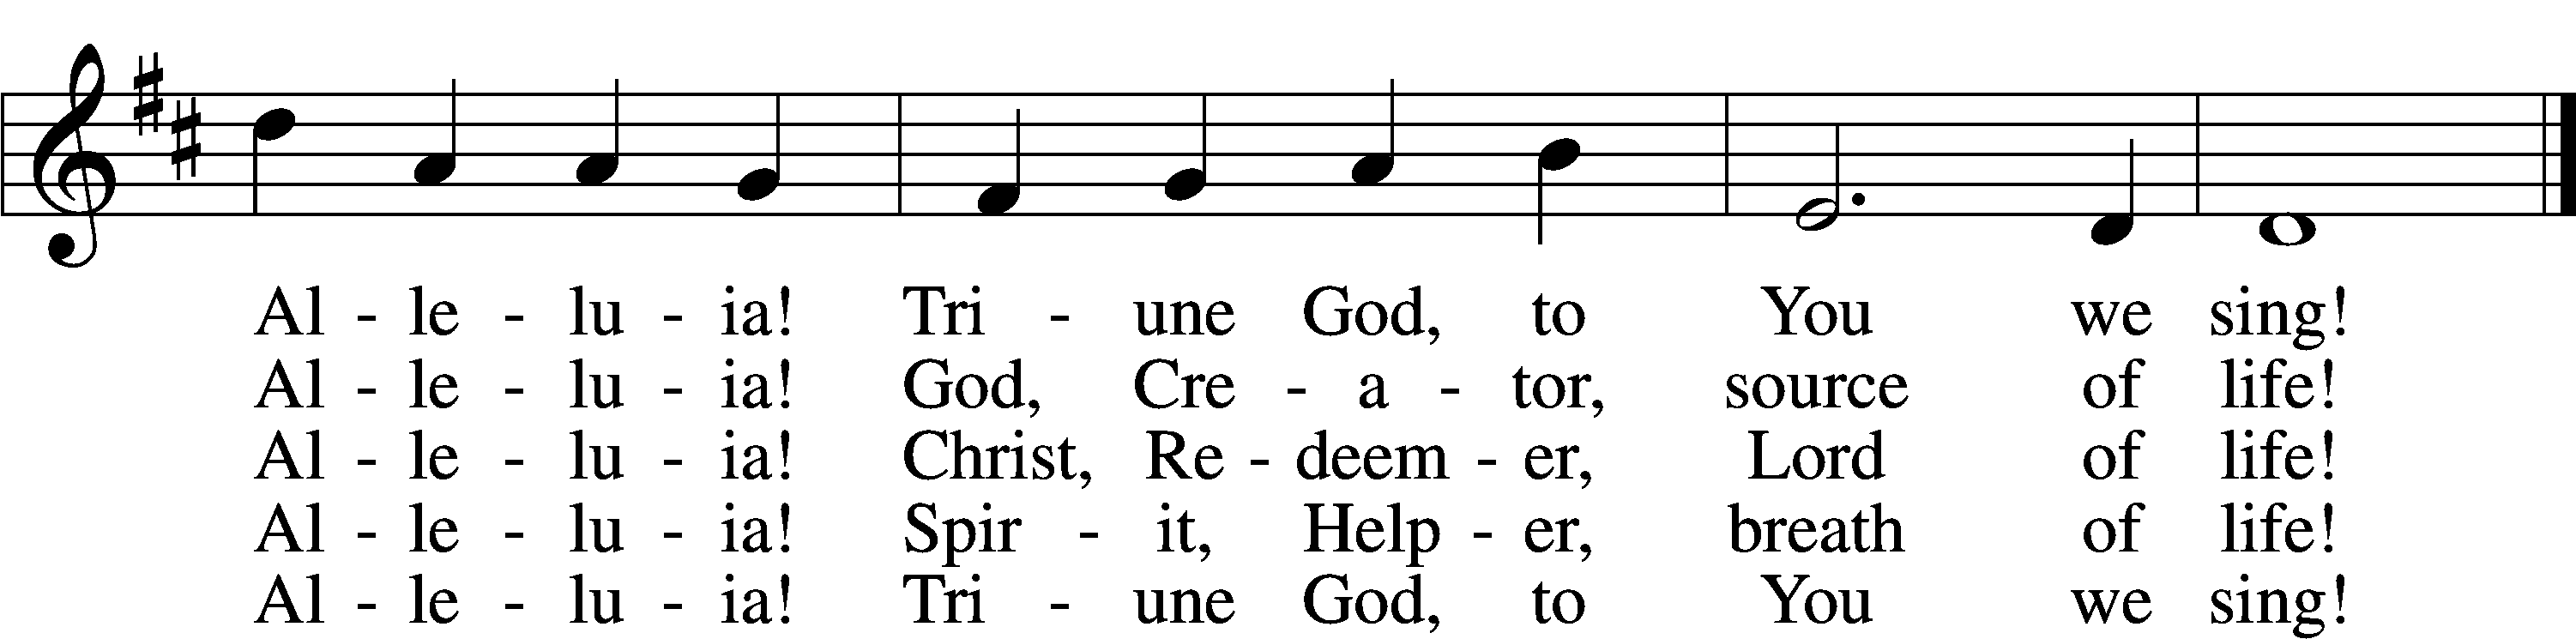 Al - le - lu - ia! Tri - une God, to You we sing!
Al - le - lu - ia! God, Cre - a - tor, source of life!
Al - le - lu - ia! Christ, Re - deem - er, Lord of life!
Al - le - lu - ia! Spir - it, Help - er, breath of life!
Al - le - lu - ia! Tri - une God, to You we sing!